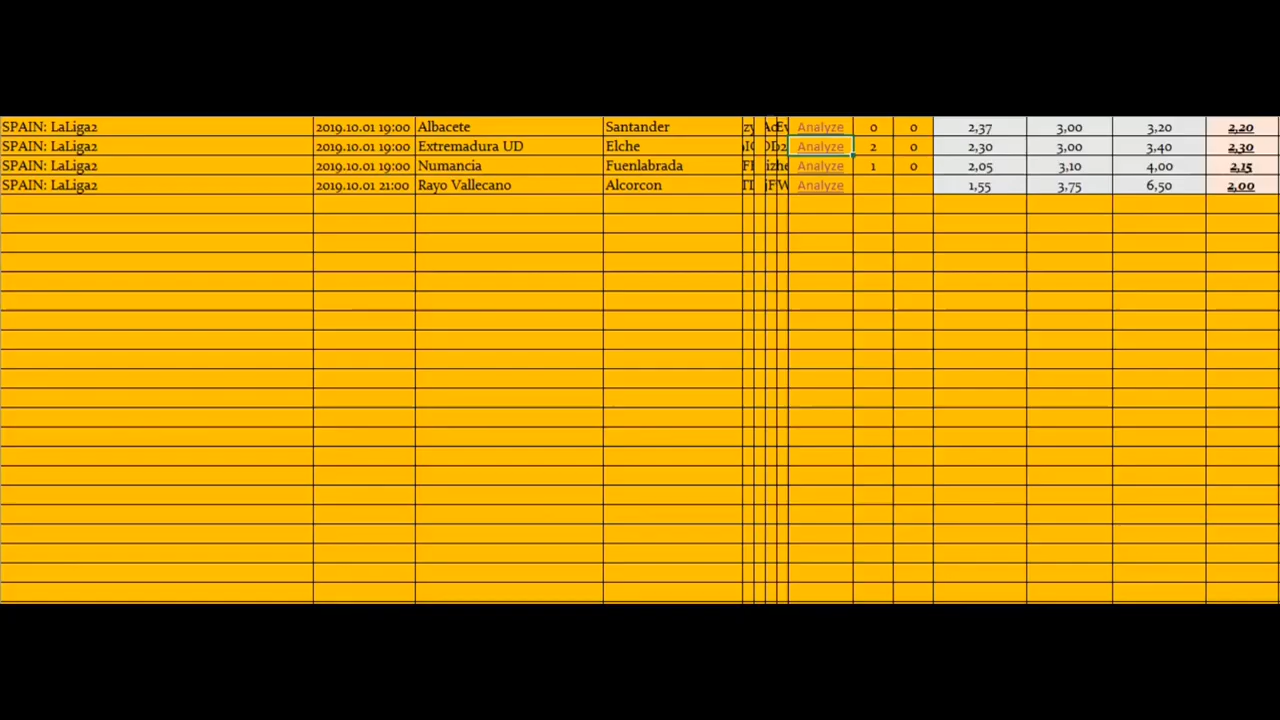 SPAIN: LaLiga2 2019.10.01 19:00 Albacete Santander zy Analyze 0 0 2,37 3,00 3,20 2,20
SPAIN: LaLiga2 2019.10.01 19:00 Extremadura UD Elche Analyze 2 0 2,30 3,00 3,40 2,30
SPAIN: LaLiga2 2019.10.01 19:00 Numancia Fuenlabrada Analyze 1 0 2,05 3,10 4,00 2,15
SPAIN: LaLiga2 2019.10.01 21:00 Rayo Vallecano Alcorcon Analyze 1,55 3,75 6,50 2,00